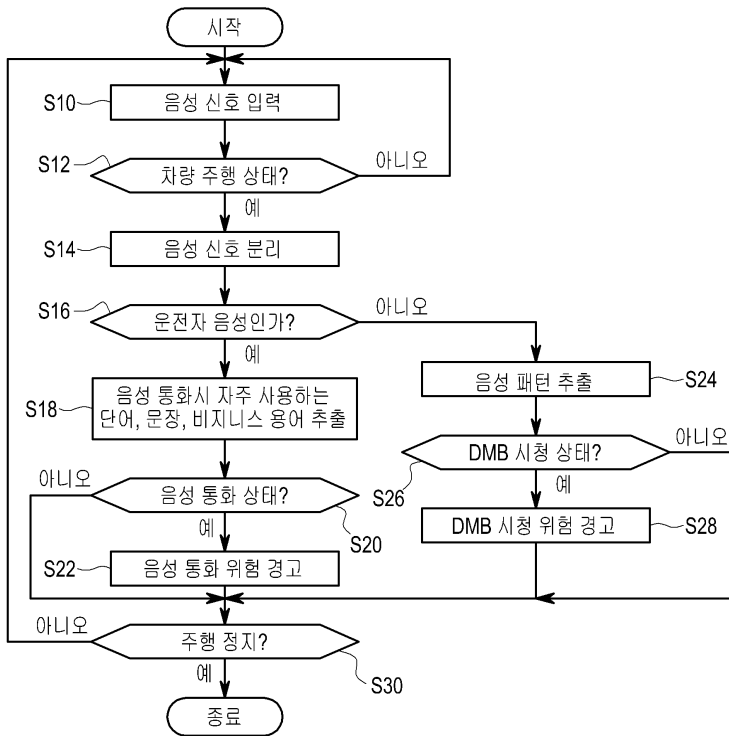 시작
S10
음성 신호 입력
S12
차량 주행 상태?
아니오
예
S14
음성 신호 분리
S16
운전자 음성인가?
아니오
예
S18
음성 통화시 자주 사용하는
단어, 문장, 비지니스 용어 추출
음성 패턴 추출
S24
DMB 시청 상태?
아니오
S26
예
아니오
음성 통화 상태?
S20
예
DMB 시청 위험 경고
S28
S22
음성 통화 위험 경고
아니오
주행 정지?
S30
예
종료